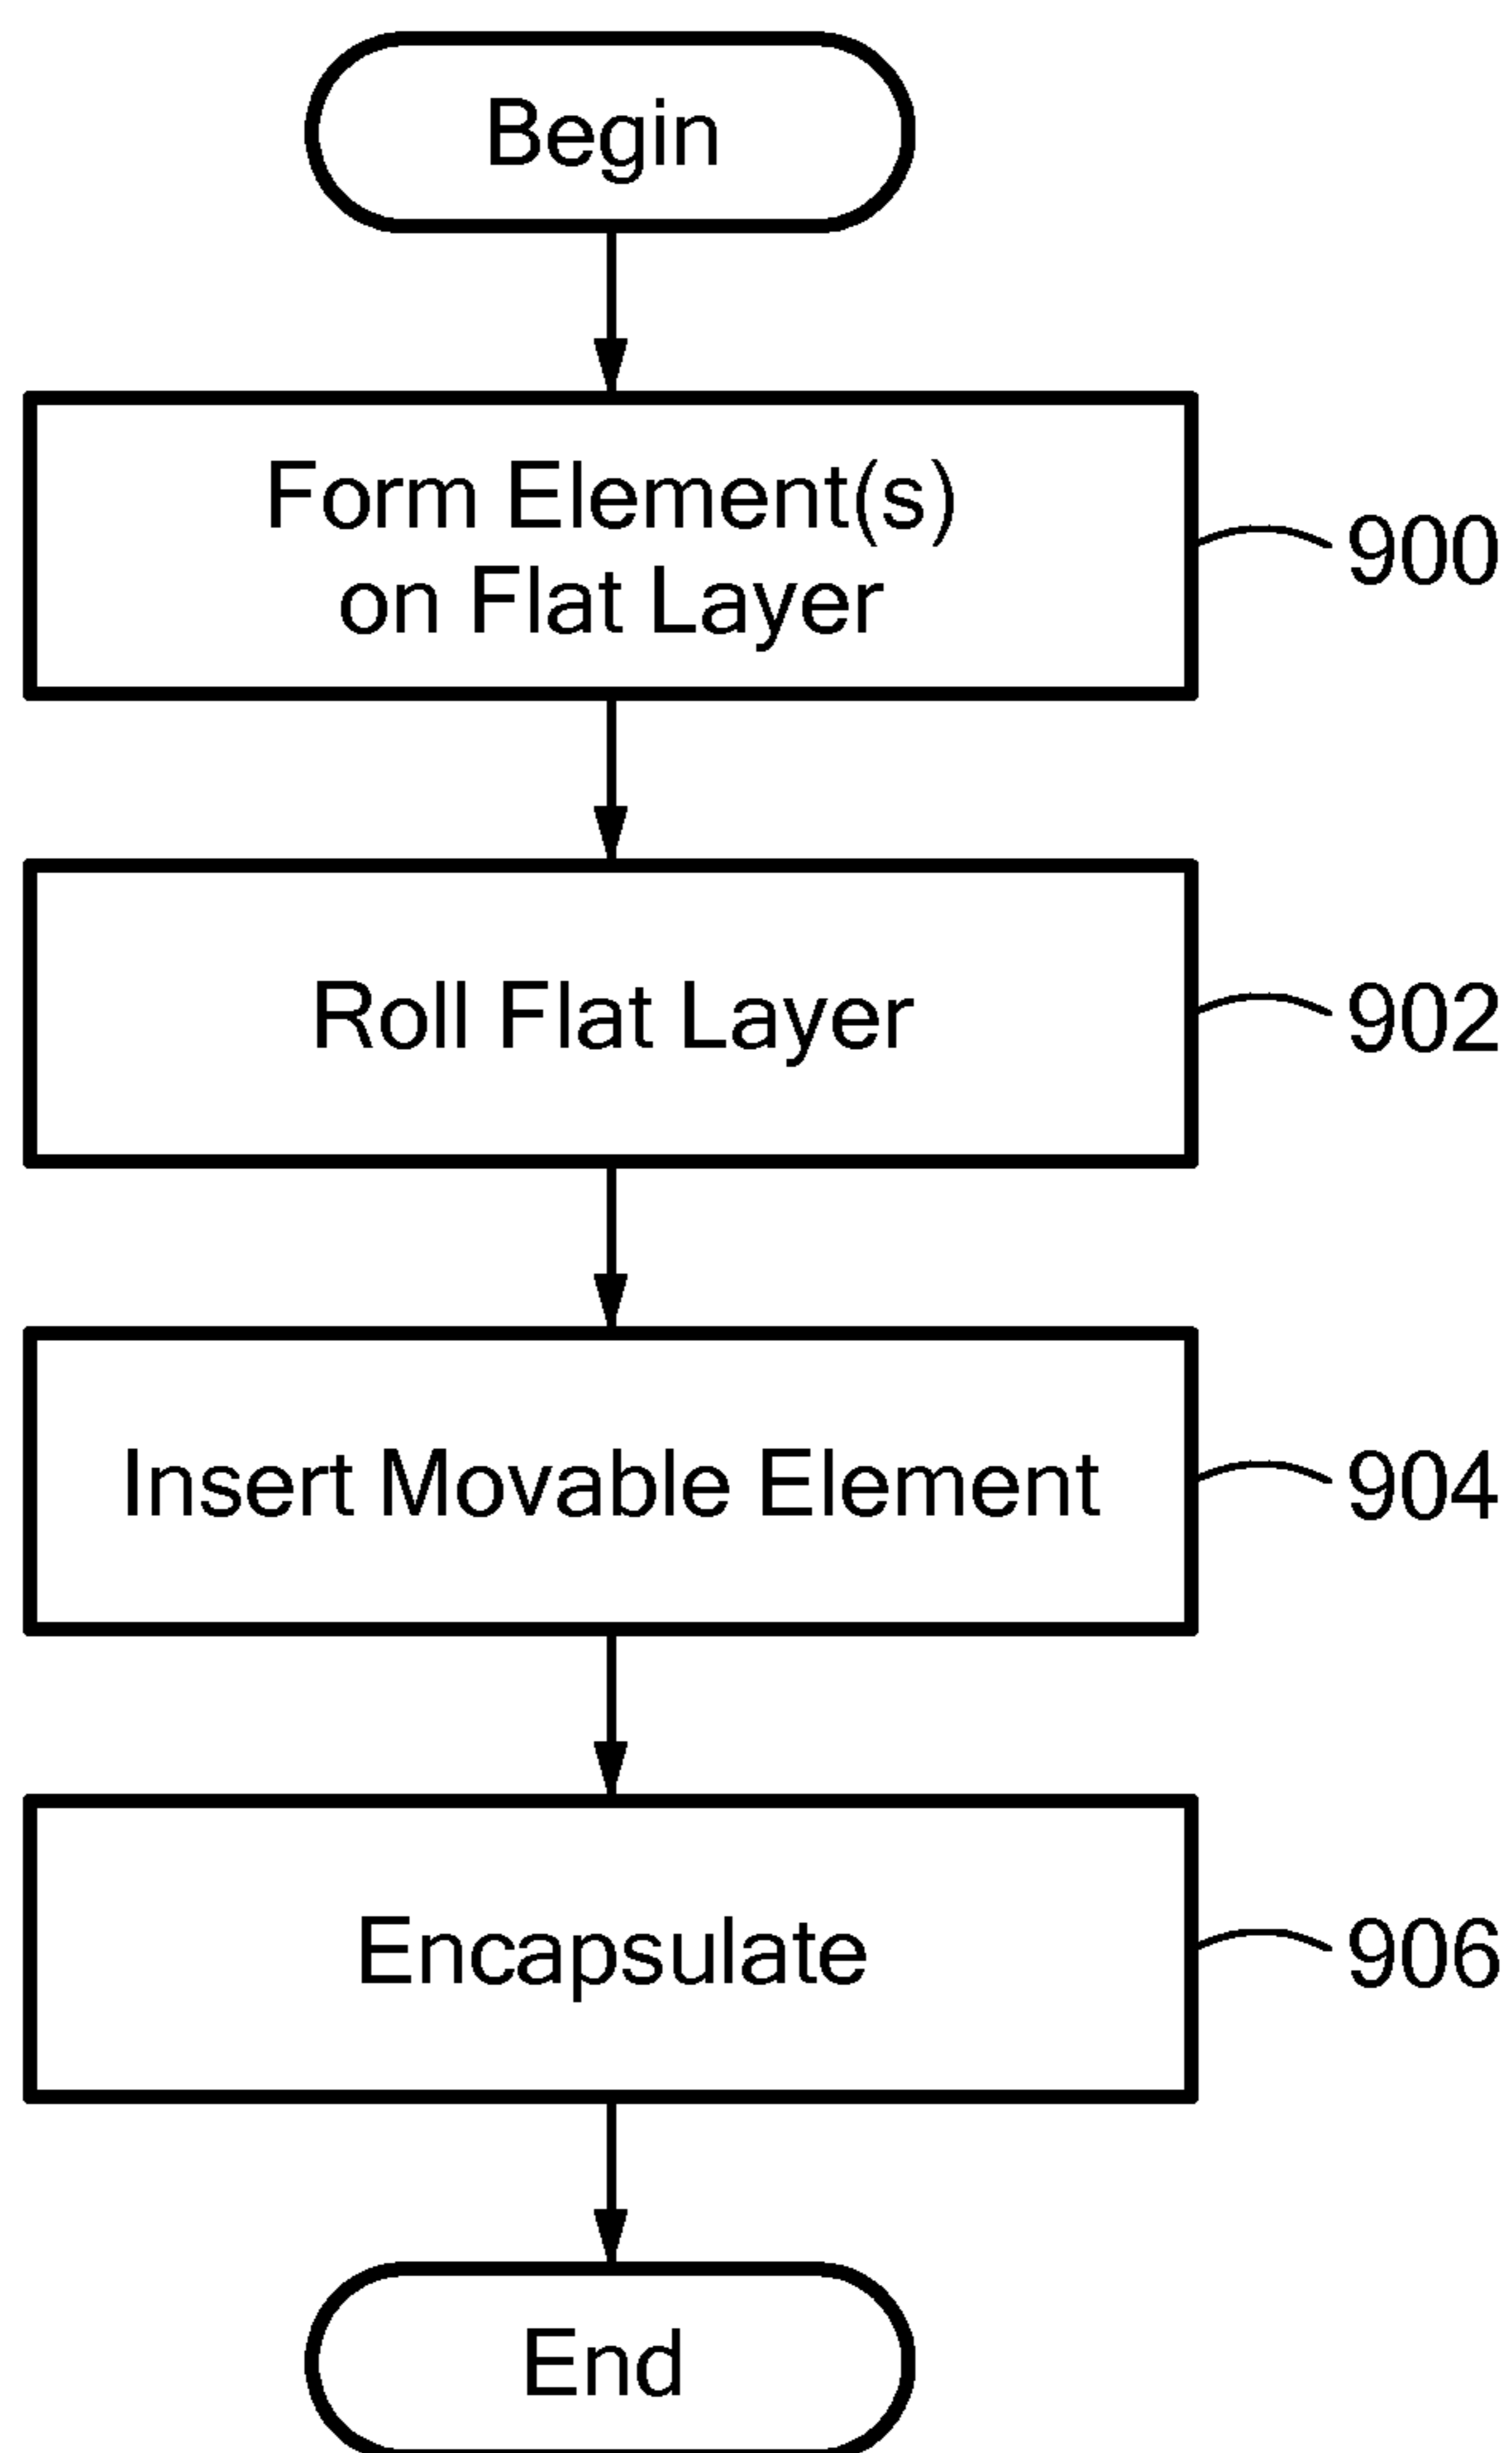 Begin
Form Element(s)
on Flat Layer
900
Roll Flat Layer
902
Insert Movable Element
904
Encapsulate
906
End